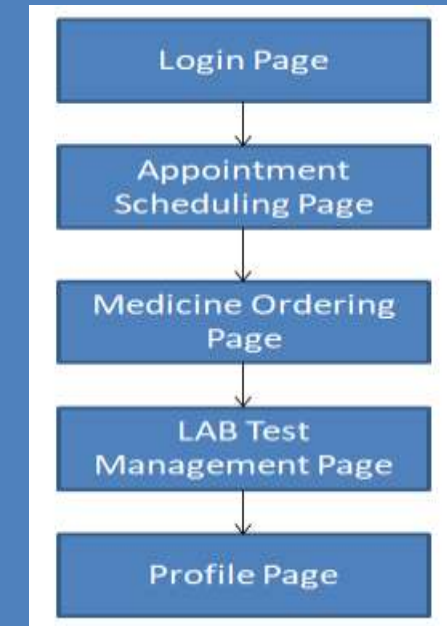 Login Page
Appointment
Scheduling Page
Medicine Ordering
Page
LAB Test
Management Page
Profile Page